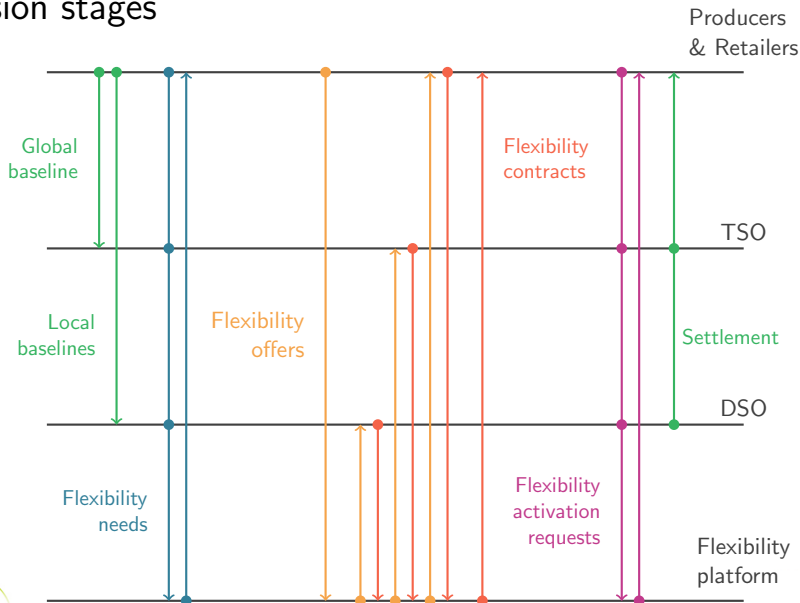 sion stages
Producers
& Retailers
Global
baseline
Flexibility
contracts
TSO
Local
baselines
Flexibility
offers
Settlement
DSO
Flexibility
needs
Flexibility
activation
requests
Flexibility
platform